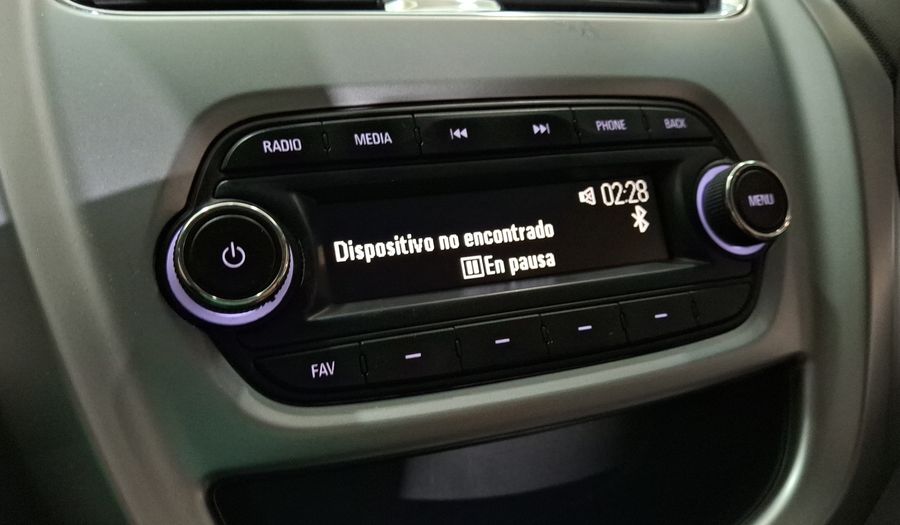 RADIO MEDIA PHONE BACK
02:28
MENU
Dispositivo no encontrado
En pausa
FAV